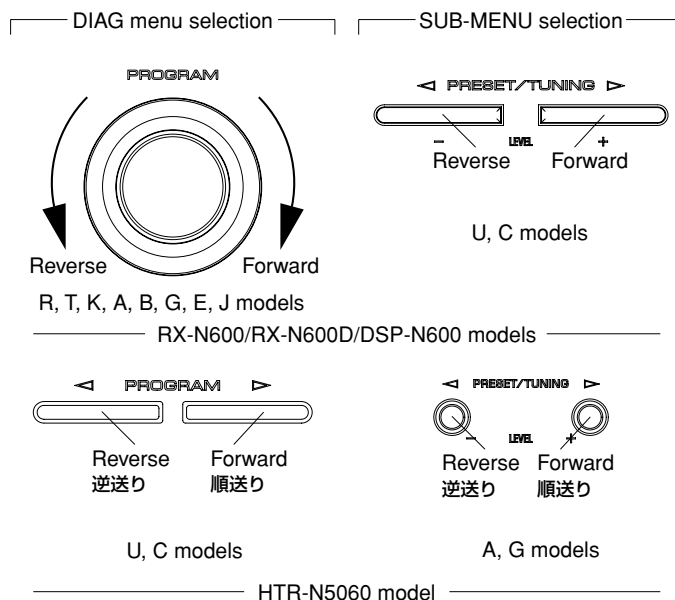 DIAG menu selection
SUB-MENU selection
PROGRAM
Reverse
Forward
R, T, K, A, B, G, E, J models
PRESET/TUNING
– LEVEL +
Reverse
Forward
U, C models
RX-N600/RX-N600D/DSP-N600 models
PROGRAM
Reverse
逆送り
Forward
順送り
U, C models
PRESET/TUNING
– LEVEL +
Reverse
逆送り
Forward
順送り
A, G models
HTR-N5060 model